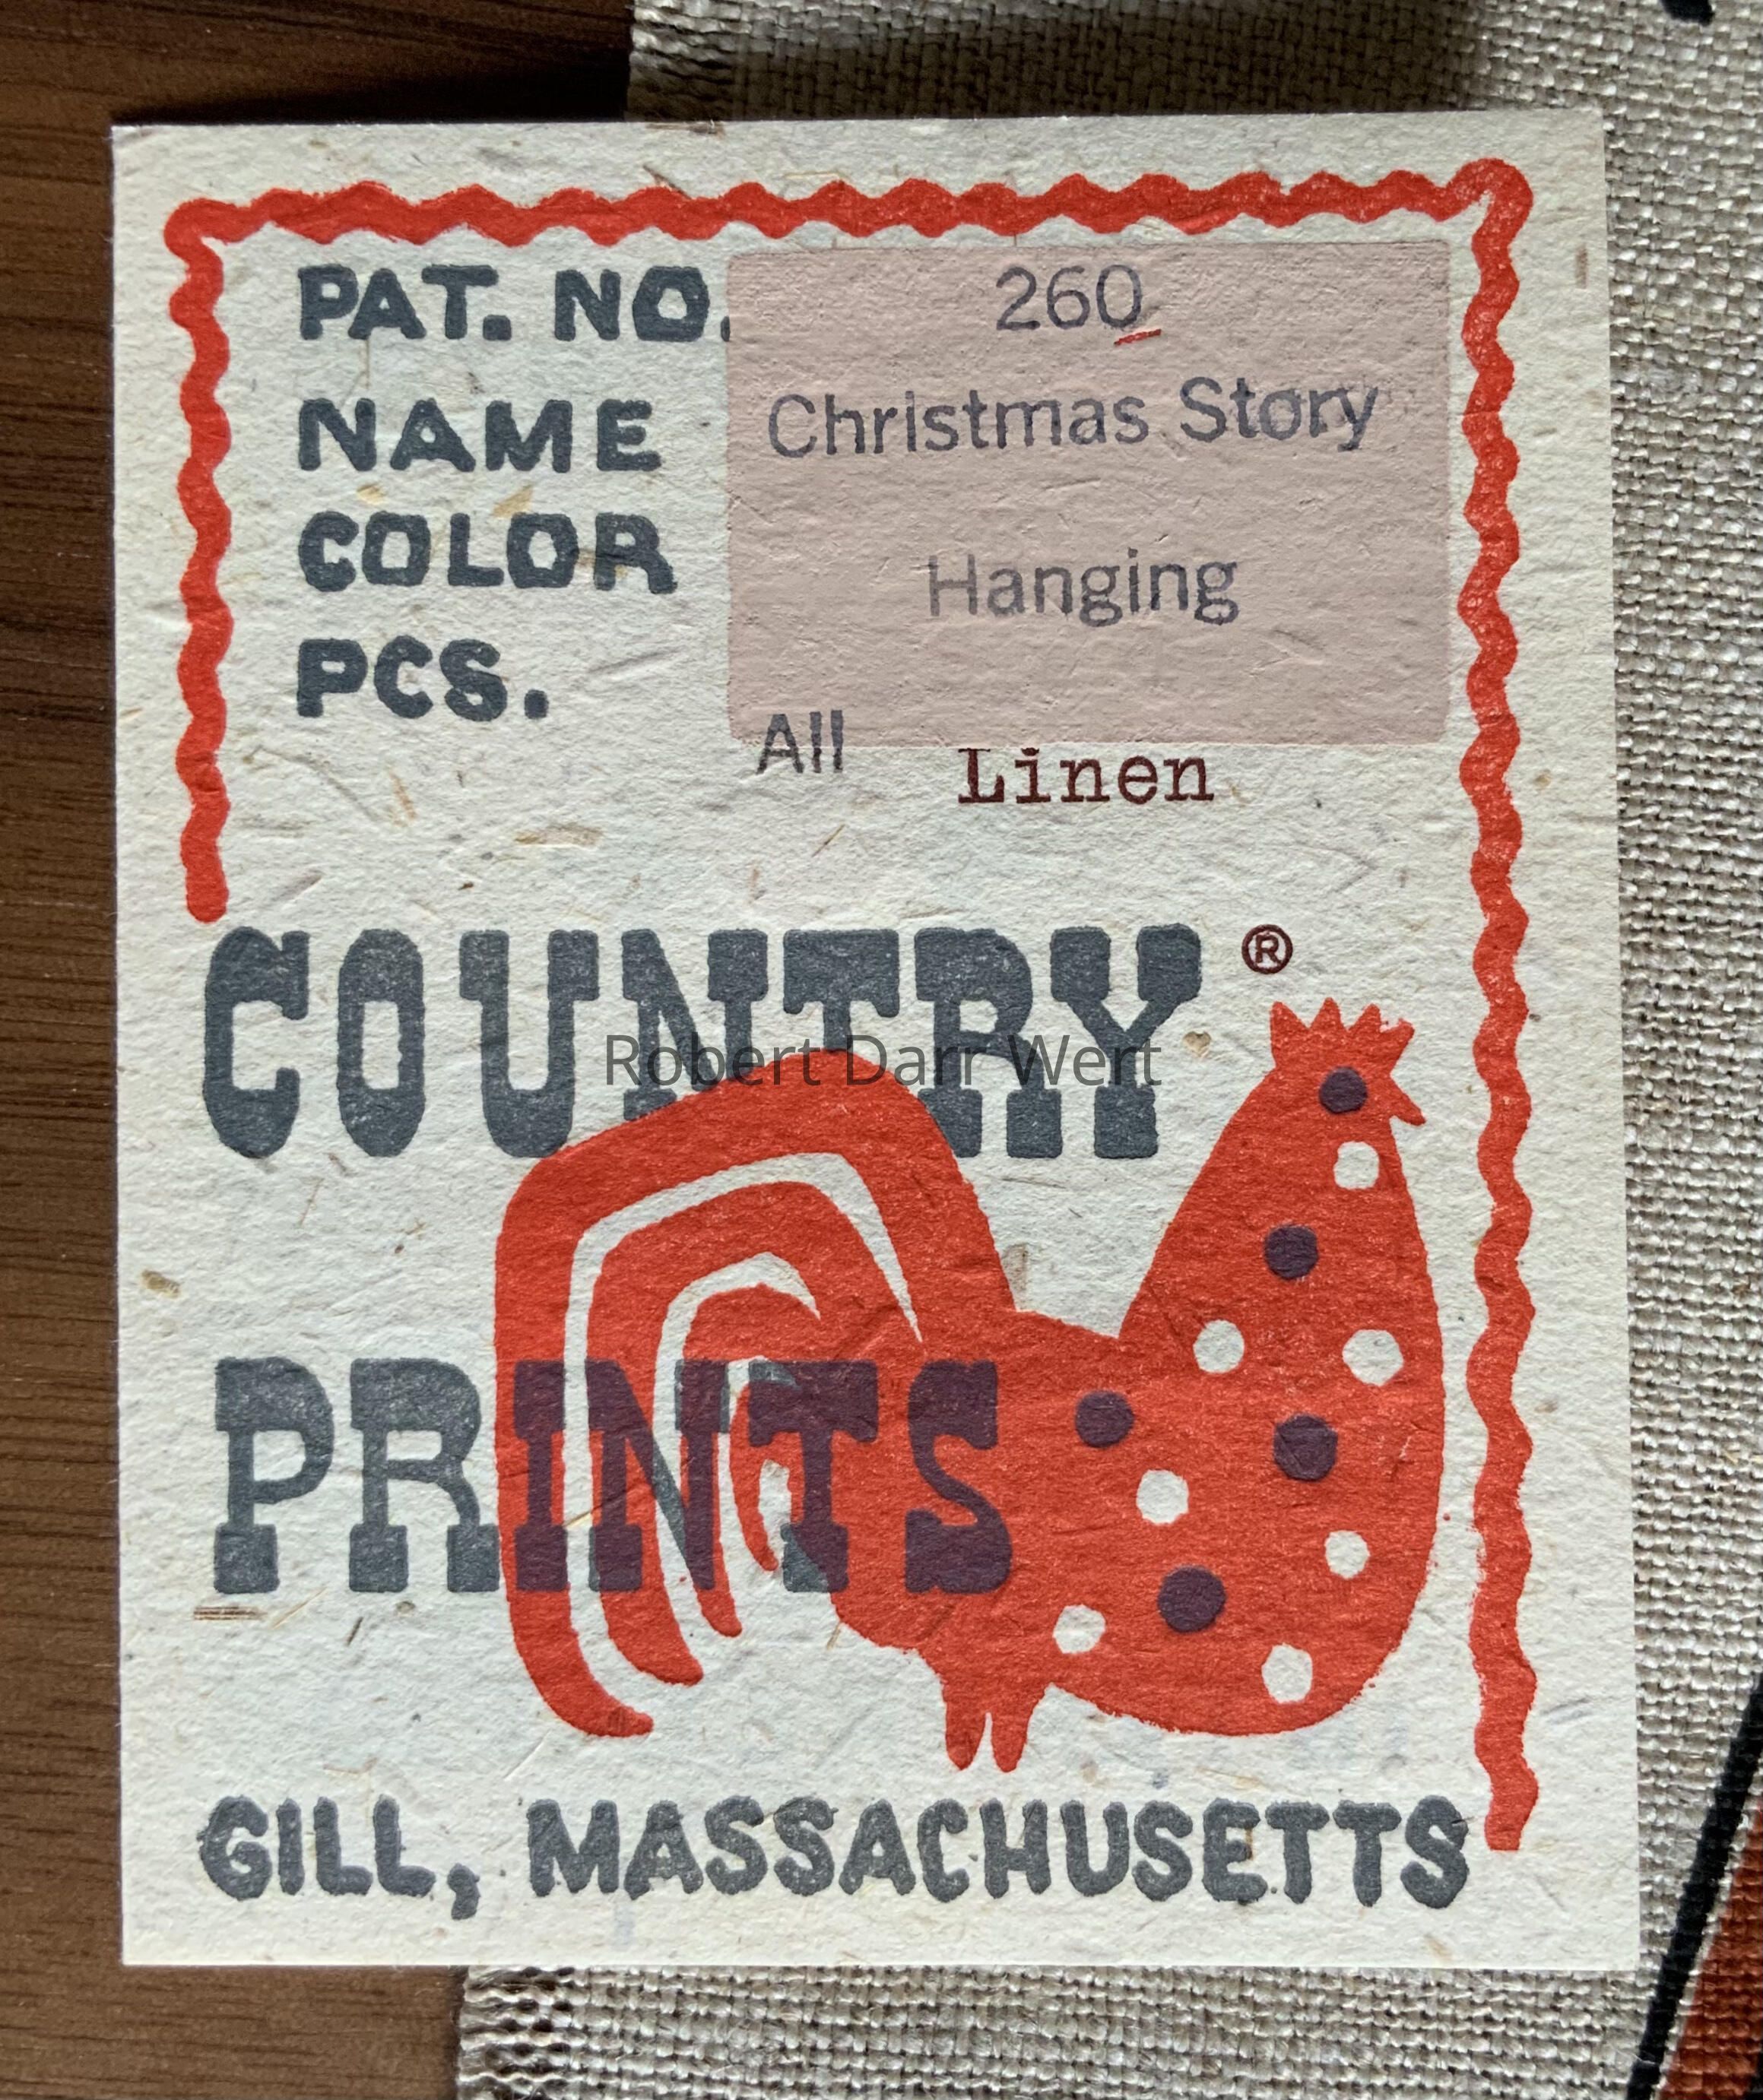 PAT. NO. 260
NAME Christmas Story
COLOR Hanging
PCS.
All Linen
COUNTRY ®
Robert Darr Wert
PRINTS
GILL, MASSACHUSETTS